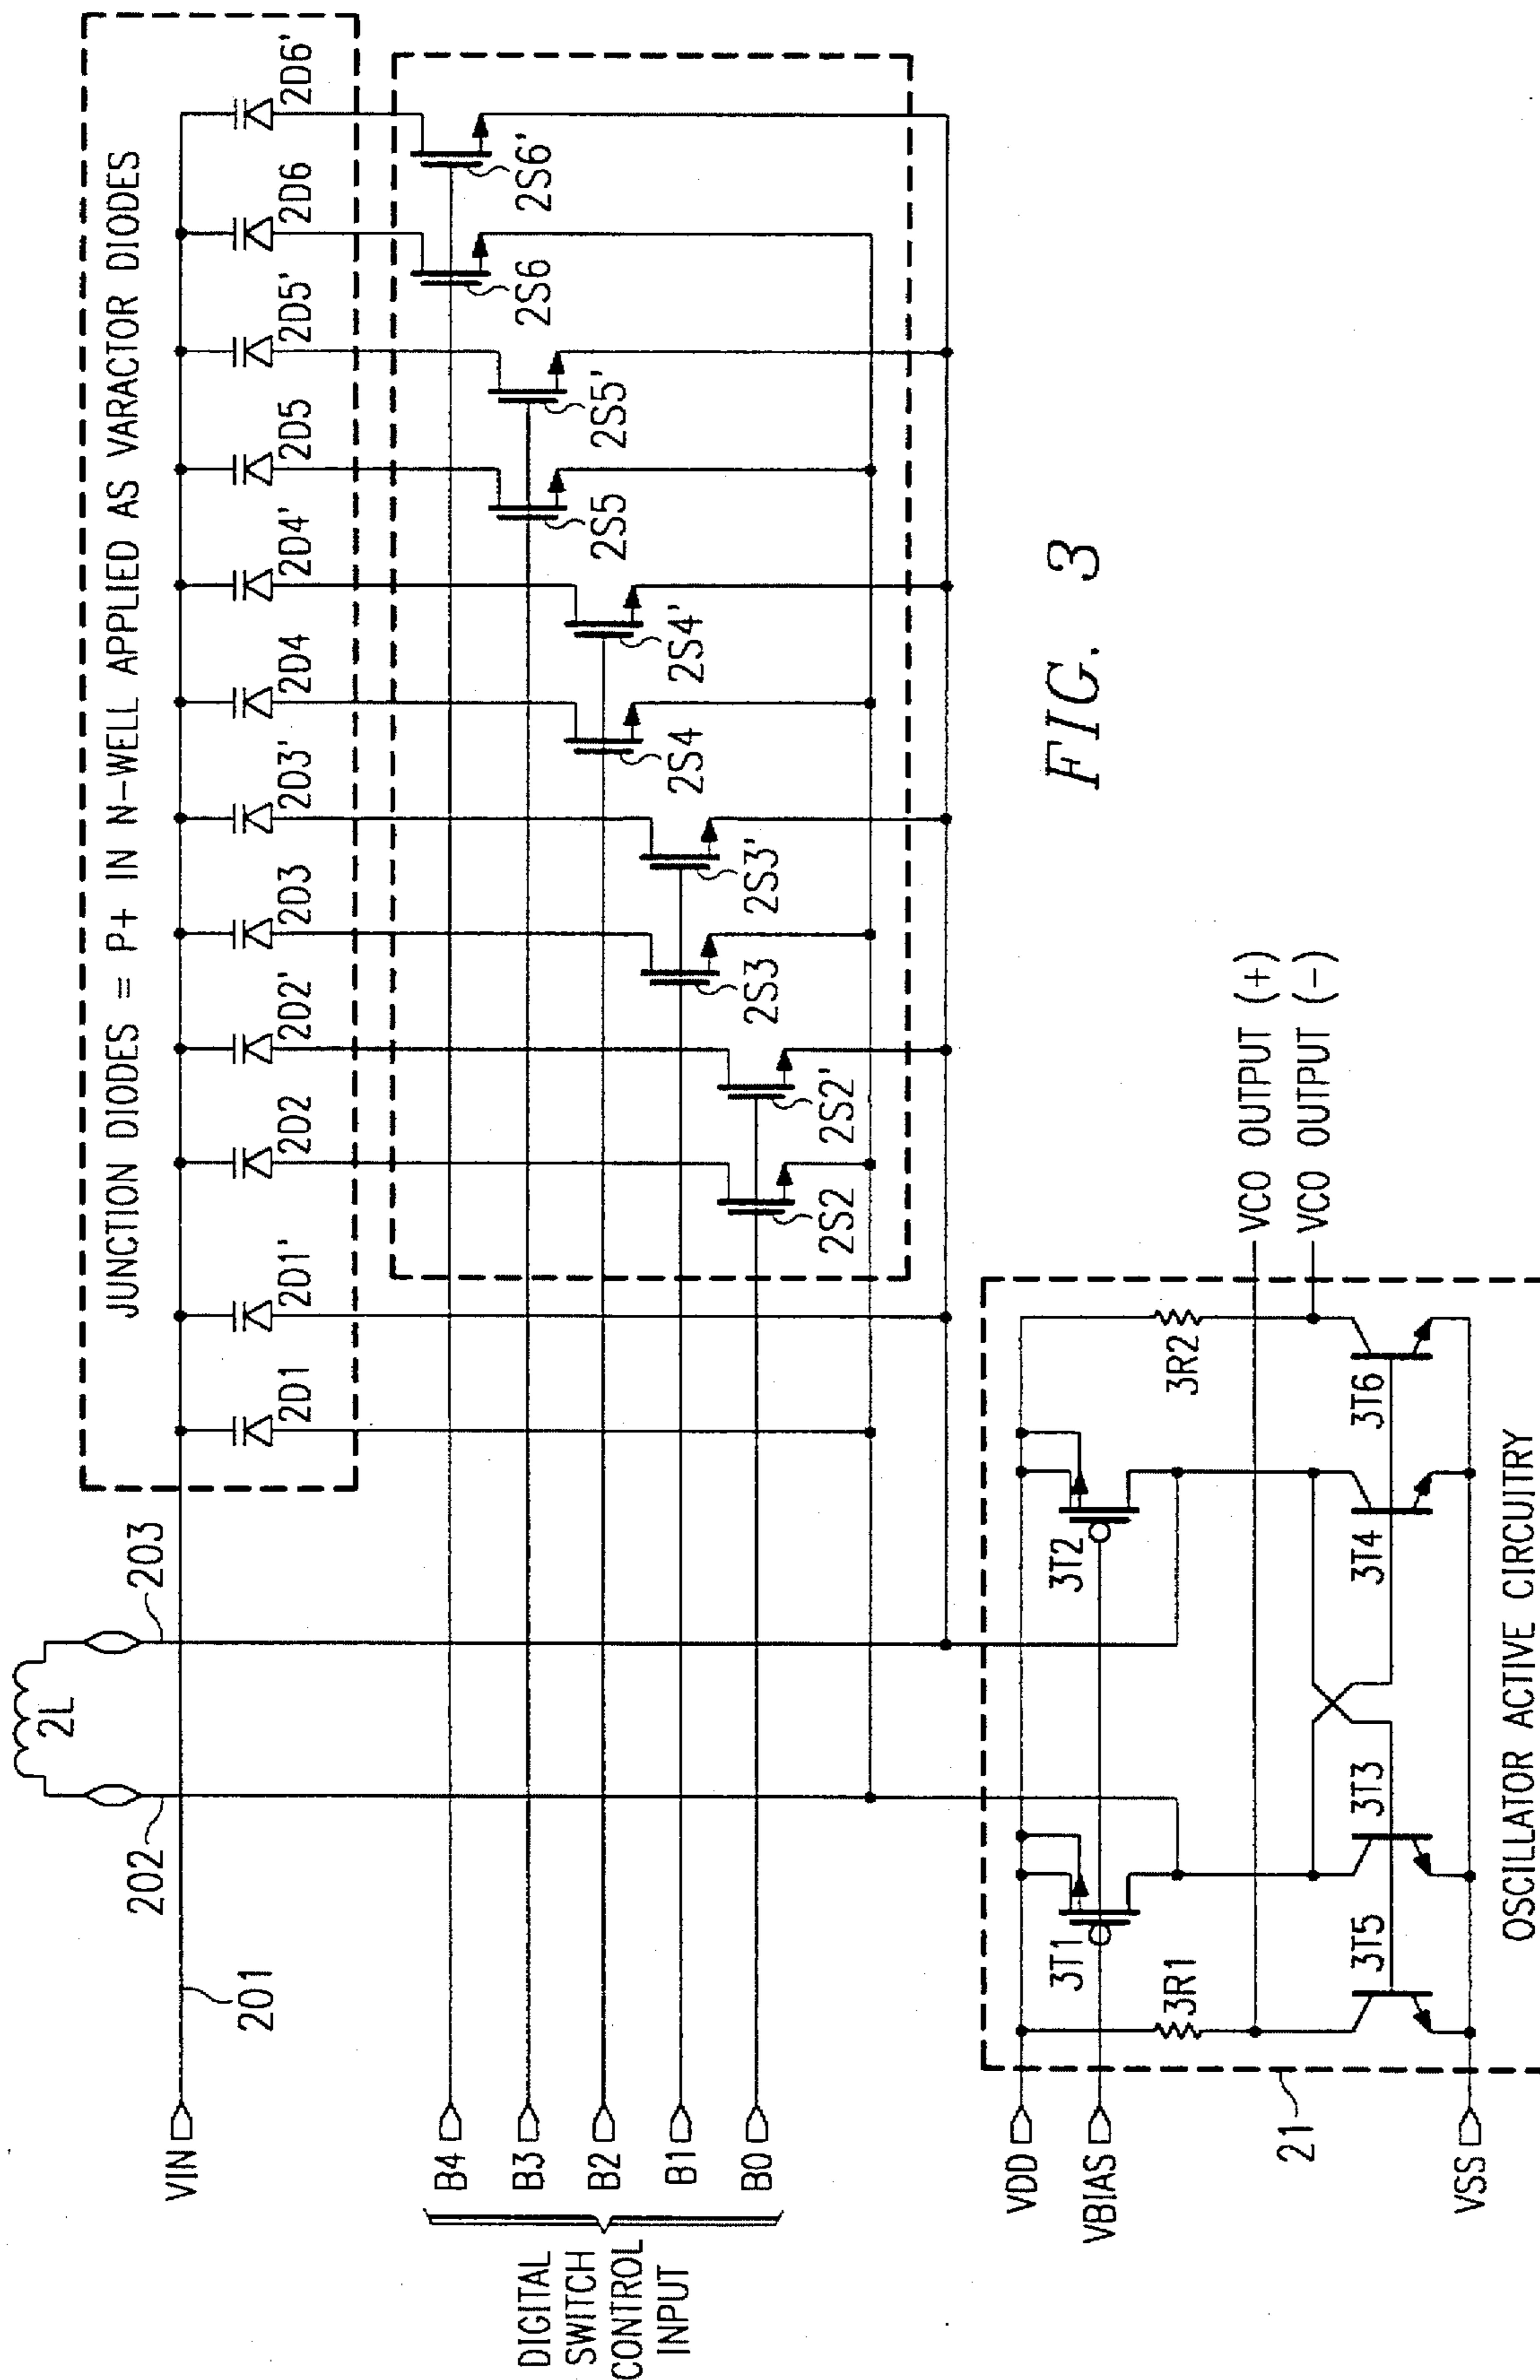 JUNCTION DIODES = P+ IN N-WELL APPLIED AS VARACTOR DIODES
2L
202
203
201
VIN
2D1
2D1'
2D2
2D2'
2D3
2D3'
2D4
2D4'
2D5
2D5'
2D6
2D6'
DIGITAL
SWITCH
CONTROL
INPUT
B4
B3
B2
B1
B0
2S6
2S6'
2S5
2S5'
2S4
2S4'
2S3
2S3'
2S2
2S2'
VDD
VBIAS
VSS
21
3T1
3T2
3R1
3R2
3T5
3T3
3T4
3T6
VCO OUTPUT (+)
VCO OUTPUT (-)
OSCILLATOR ACTIVE CIRCUITRY
FIG. 3